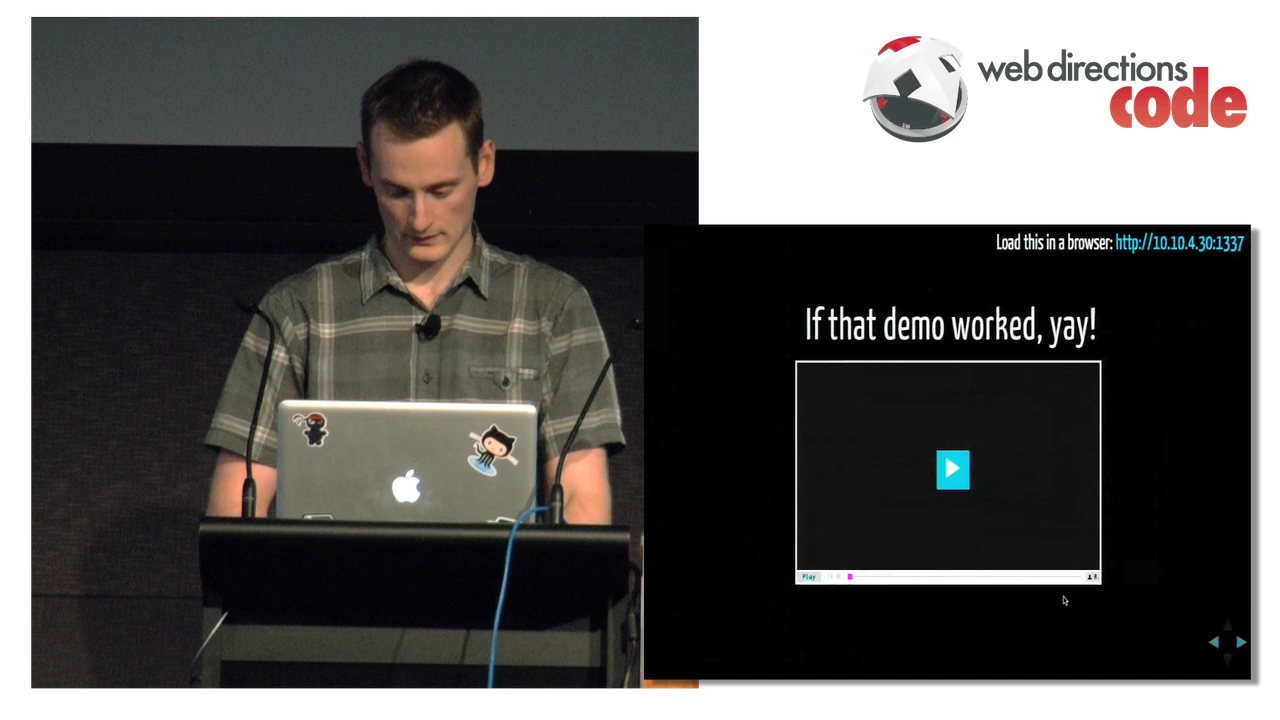 web directions
code
SW
Load this in a browser: http://10.10.4.30:1337
If that demo worked, yay!
Play